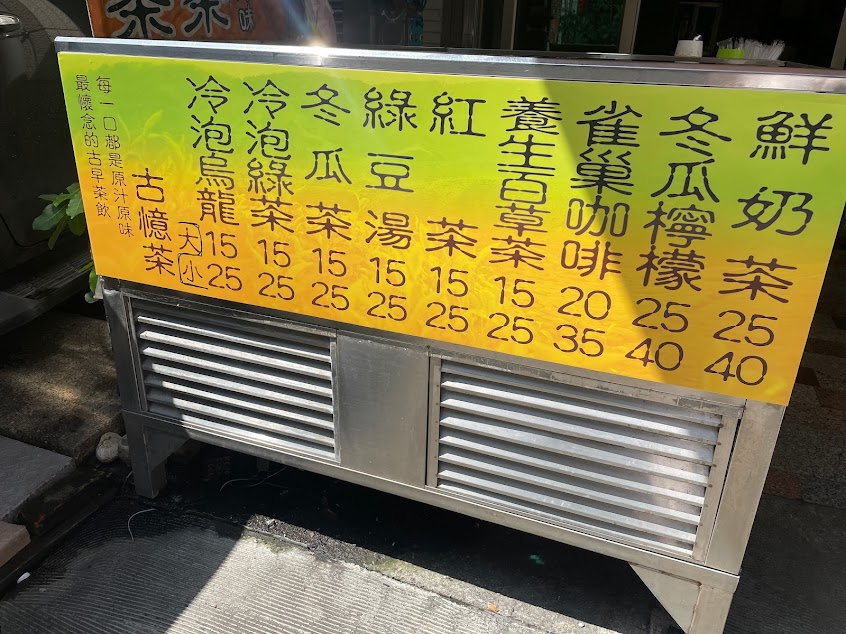 鮮奶茶 25 40
冬瓜檸檬 25 40
雀巢咖啡 20 35
養生百草茶 15 25
紅茶 15 25
綠豆湯 15 25
冬瓜茶 15 25
冷泡綠茶 15 25
冷泡烏龍 15 25
大 小
古憶茶
每一口都是原汁原味
最懷念的古早茶飲